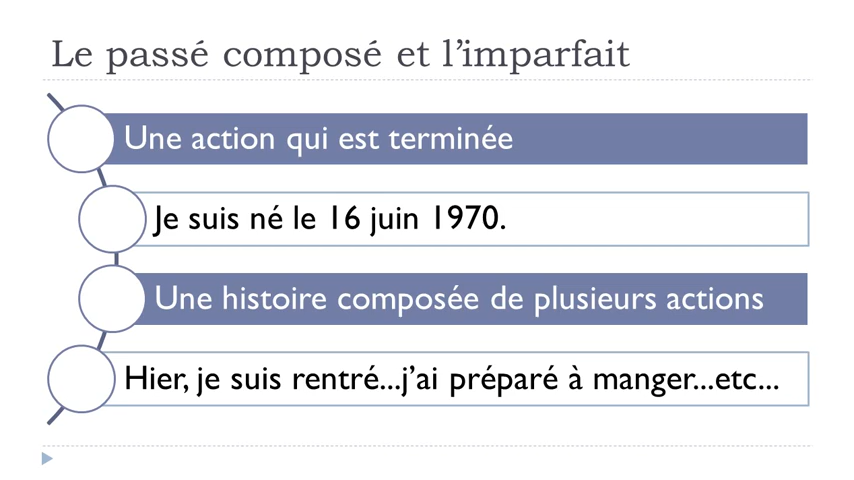 Le passé composé et l’imparfait
Une action qui est terminée
Je suis né le 16 juin 1970.
Une histoire composée de plusieurs actions
Hier, je suis rentré...j’ai préparé à manger...etc...